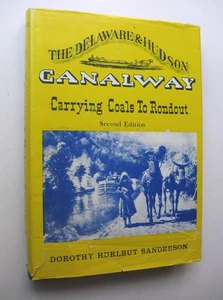 THE DELAWARE & HUDSON
CANALWAY
Carrying Coals To Rondout
Second Edition
DOROTHY HURLBUT SANDERSON